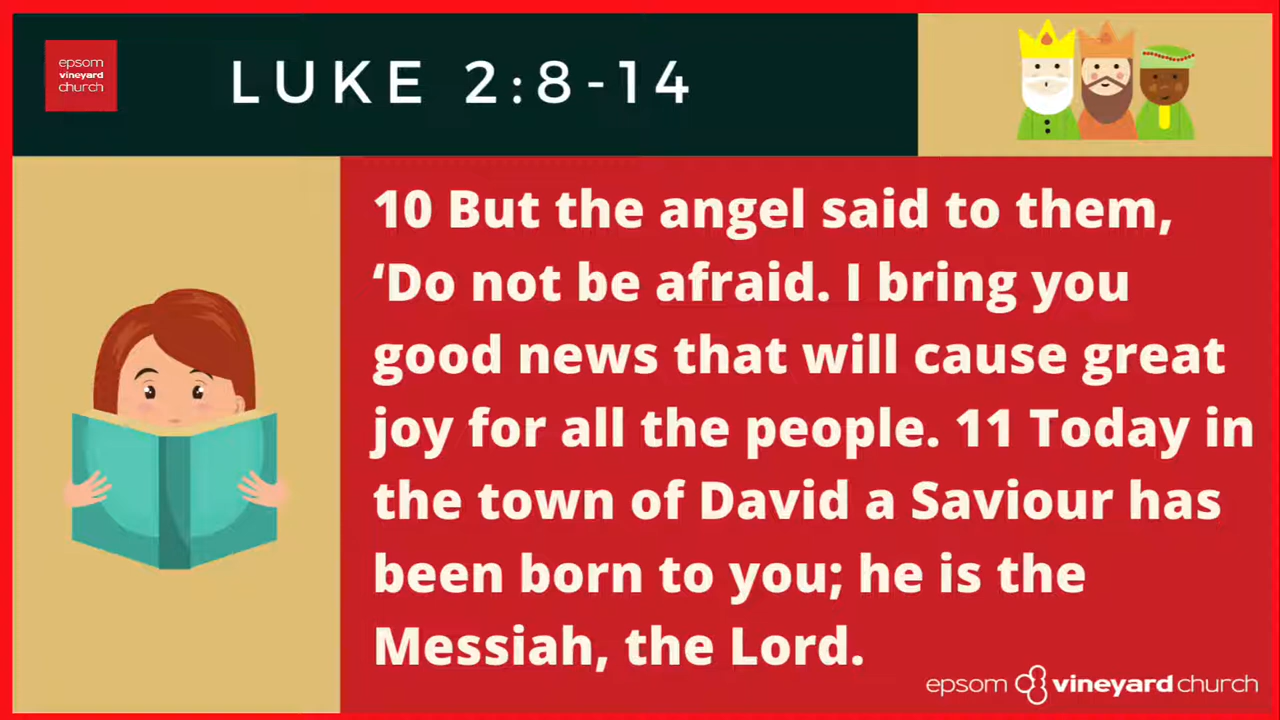 epsom
vineyard
church
LUKE 2:8-14
10 But the angel said to them,
‘Do not be afraid. I bring you
good news that will cause great
joy for all the people. 11 Today in
the town of David a Saviour has
been born to you; he is the
Messiah, the Lord.
epsom vineyard church